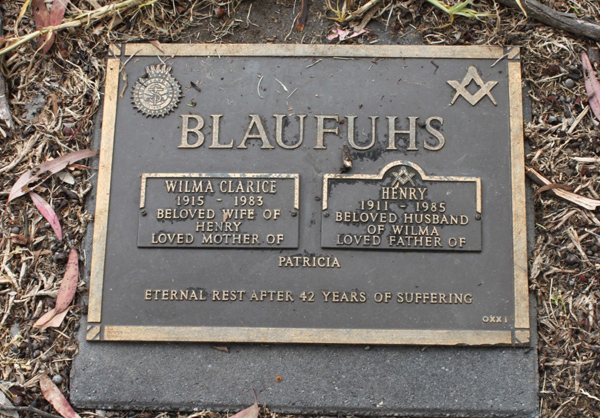 BLAUFUHS
WILMA CLARICE
1915 - 1983
BELOVED WIFE OF
HENRY
LOVED MOTHER OF
HENRY
1911 - 1985
BELOVED HUSBAND
OF WILMA
LOVED FATHER OF
PATRICIA
ETERNAL REST AFTER 42 YEARS OF SUFFERING